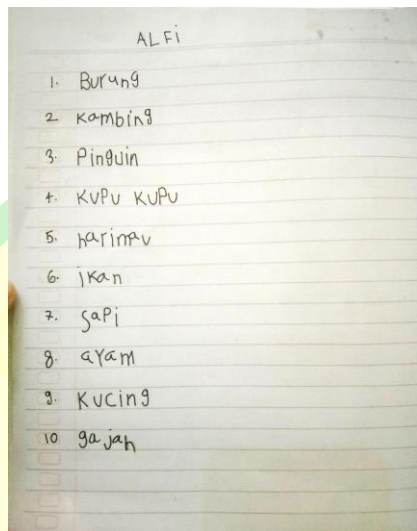 ALFi
1. Burung
2 Kambing
3. Pinguin
4. KUPU KUPU
5. harimau
6. ikan
7. sapi
8. ayam
9. Kucing
10 gajah